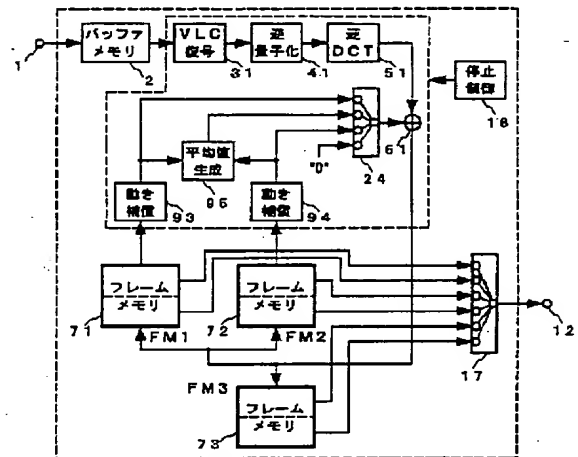 1
バッファ
メモリ
2
VLC
復号
31
逆
量子化
41
逆
DCT
51
停止
制御
16
61
24
"0"
平均値
生成
95
動き
補償
93
動き
補償
94
フレーム
メモリ
71
FM1
フレーム
メモリ
72
FM2
17
12
FM3
フレーム
メモリ
73